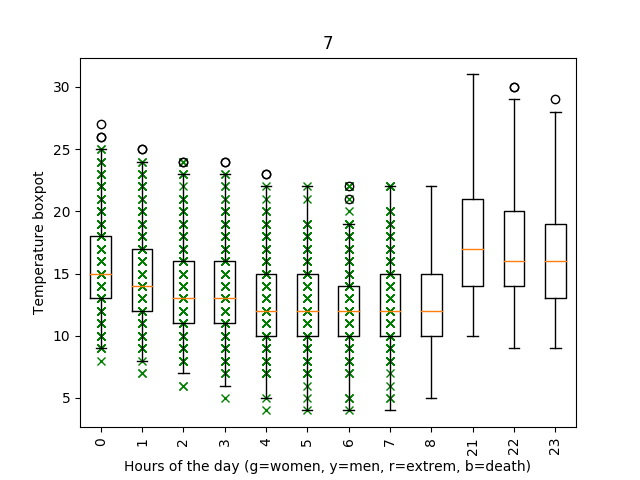 7
30
25
20
15
10
5
Temperature boxpot
0 1 2 3 4 5 6 7 8 21 22 23
Hours of the day (g=women, y=men, r=extrem, b=death)